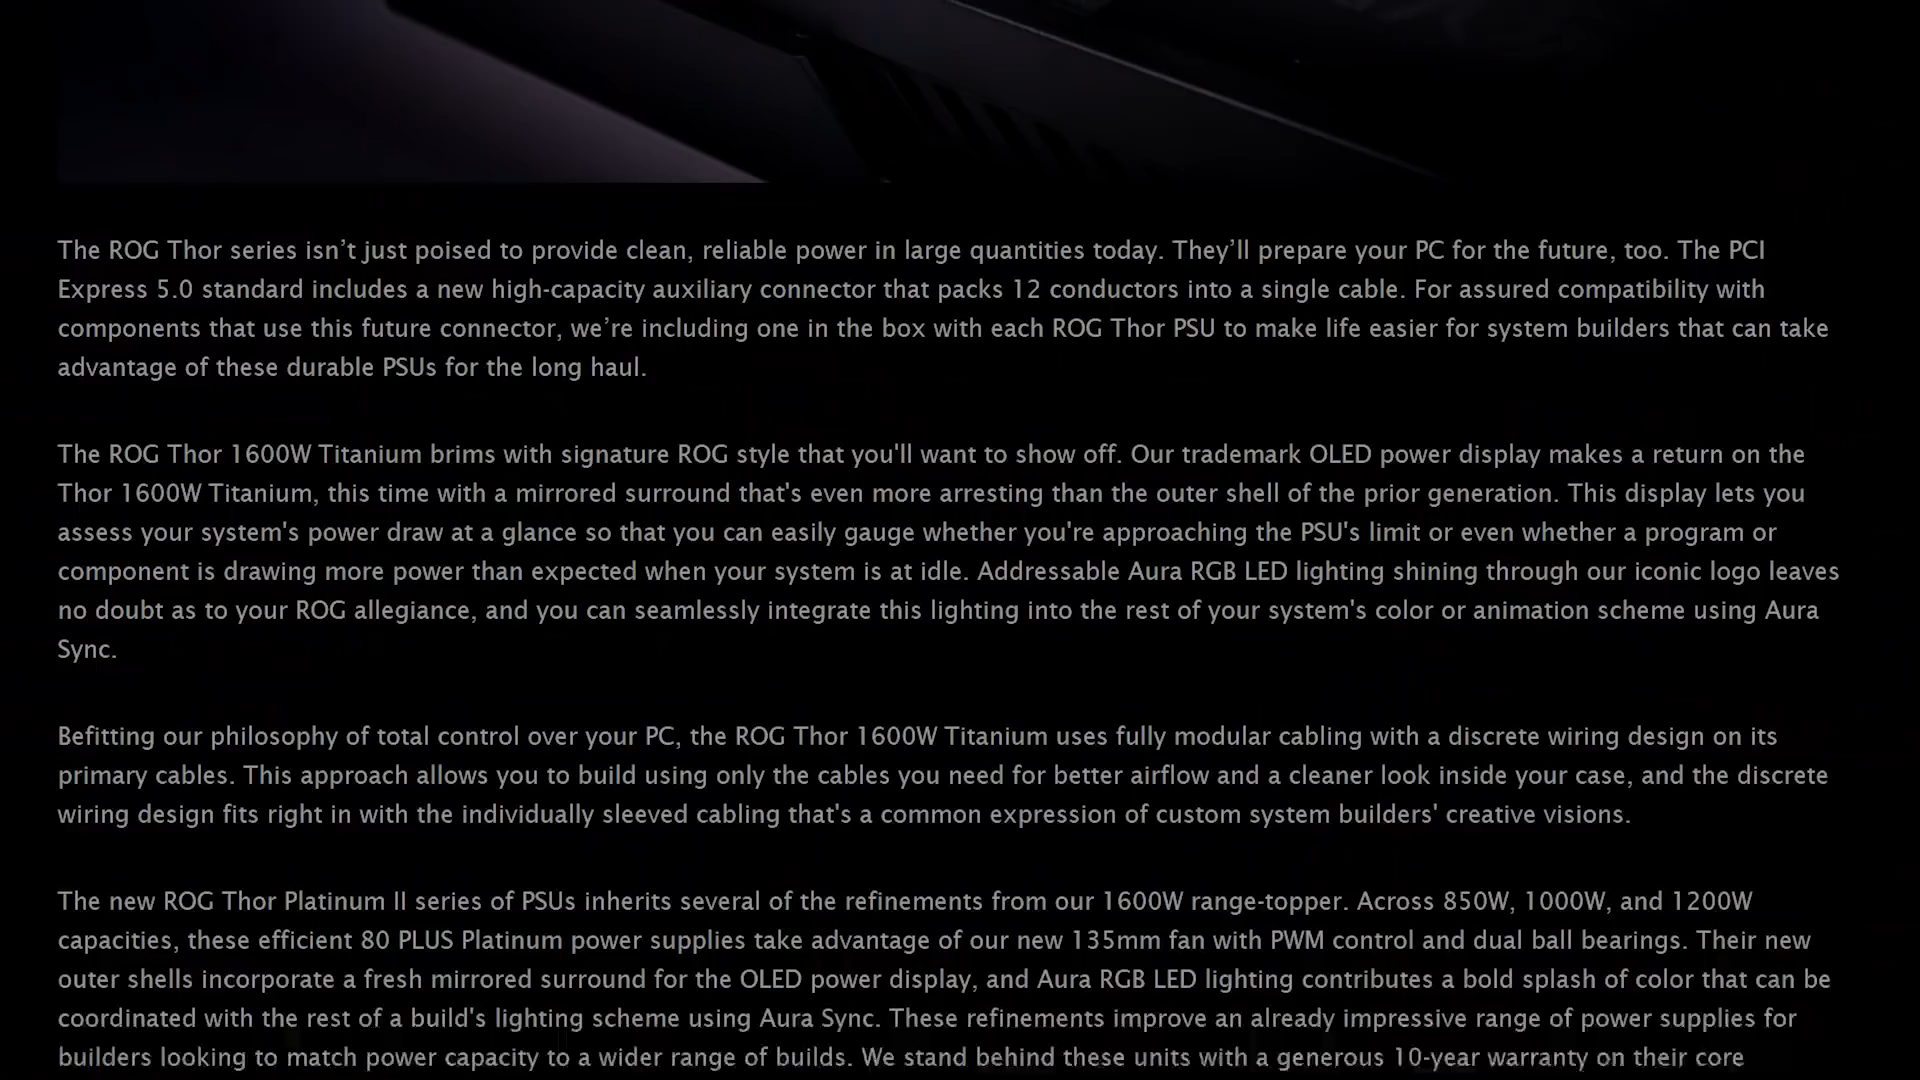 The ROG Thor series isn’t just poised to provide clean, reliable power in large quantities today. They’ll prepare your PC for the future, too. The PCI
Express 5.0 standard includes a new high-capacity auxiliary connector that packs 12 conductors into a single cable. For assured compatibility with
components that use this future connector, we’re including one in the box with each ROG Thor PSU to make life easier for system builders that can take
advantage of these durable PSUs for the long haul.
The ROG Thor 1600W Titanium brims with signature ROG style that you'll want to show off. Our trademark OLED power display makes a return on the
Thor 1600W Titanium, this time with a mirrored surround that's even more arresting than the outer shell of the prior generation. This display lets you
assess your system's power draw at a glance so that you can easily gauge whether you're approaching the PSU's limit or even whether a program or
component is drawing more power than expected when your system is at idle. Addressable Aura RGB LED lighting shining through our iconic logo leaves
no doubt as to your ROG allegiance, and you can seamlessly integrate this lighting into the rest of your system's color or animation scheme using Aura
Sync.
Befitting our philosophy of total control over your PC, the ROG Thor 1600W Titanium uses fully modular cabling with a discrete wiring design on its
primary cables. This approach allows you to build using only the cables you need for better airflow and a cleaner look inside your case, and the discrete
wiring design fits right in with the individually sleeved cabling that's a common expression of custom system builders' creative visions.
The new ROG Thor Platinum II series of PSUs inherits several of the refinements from our 1600W range-topper. Across 850W, 1000W, and 1200W
capacities, these efficient 80 PLUS Platinum power supplies take advantage of our new 135mm fan with PWM control and dual ball bearings. Their new
outer shells incorporate a fresh mirrored surround for the OLED power display, and Aura RGB LED lighting contributes a bold splash of color that can be
coordinated with the rest of a build's lighting scheme using Aura Sync. These refinements improve an already impressive range of power supplies for
builders looking to match power capacity to a wider range of builds. We stand behind these units with a generous 10-year warranty on their core